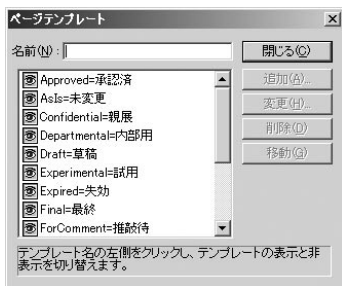 ページテンプレート
名前(N):
閉じる(C)
追加(A)...
変更(H)...
削除(D)
移動(G)
Approved=承認済
AsIs=未変更
Confidential=親展
Departmental=内部用
Draft=草稿
Experimental=試用
Expired=失効
Final=最終
ForComment=推敲待
テンプレート名の左側をクリックし、テンプレートの表示と非
表示を切り替えます。